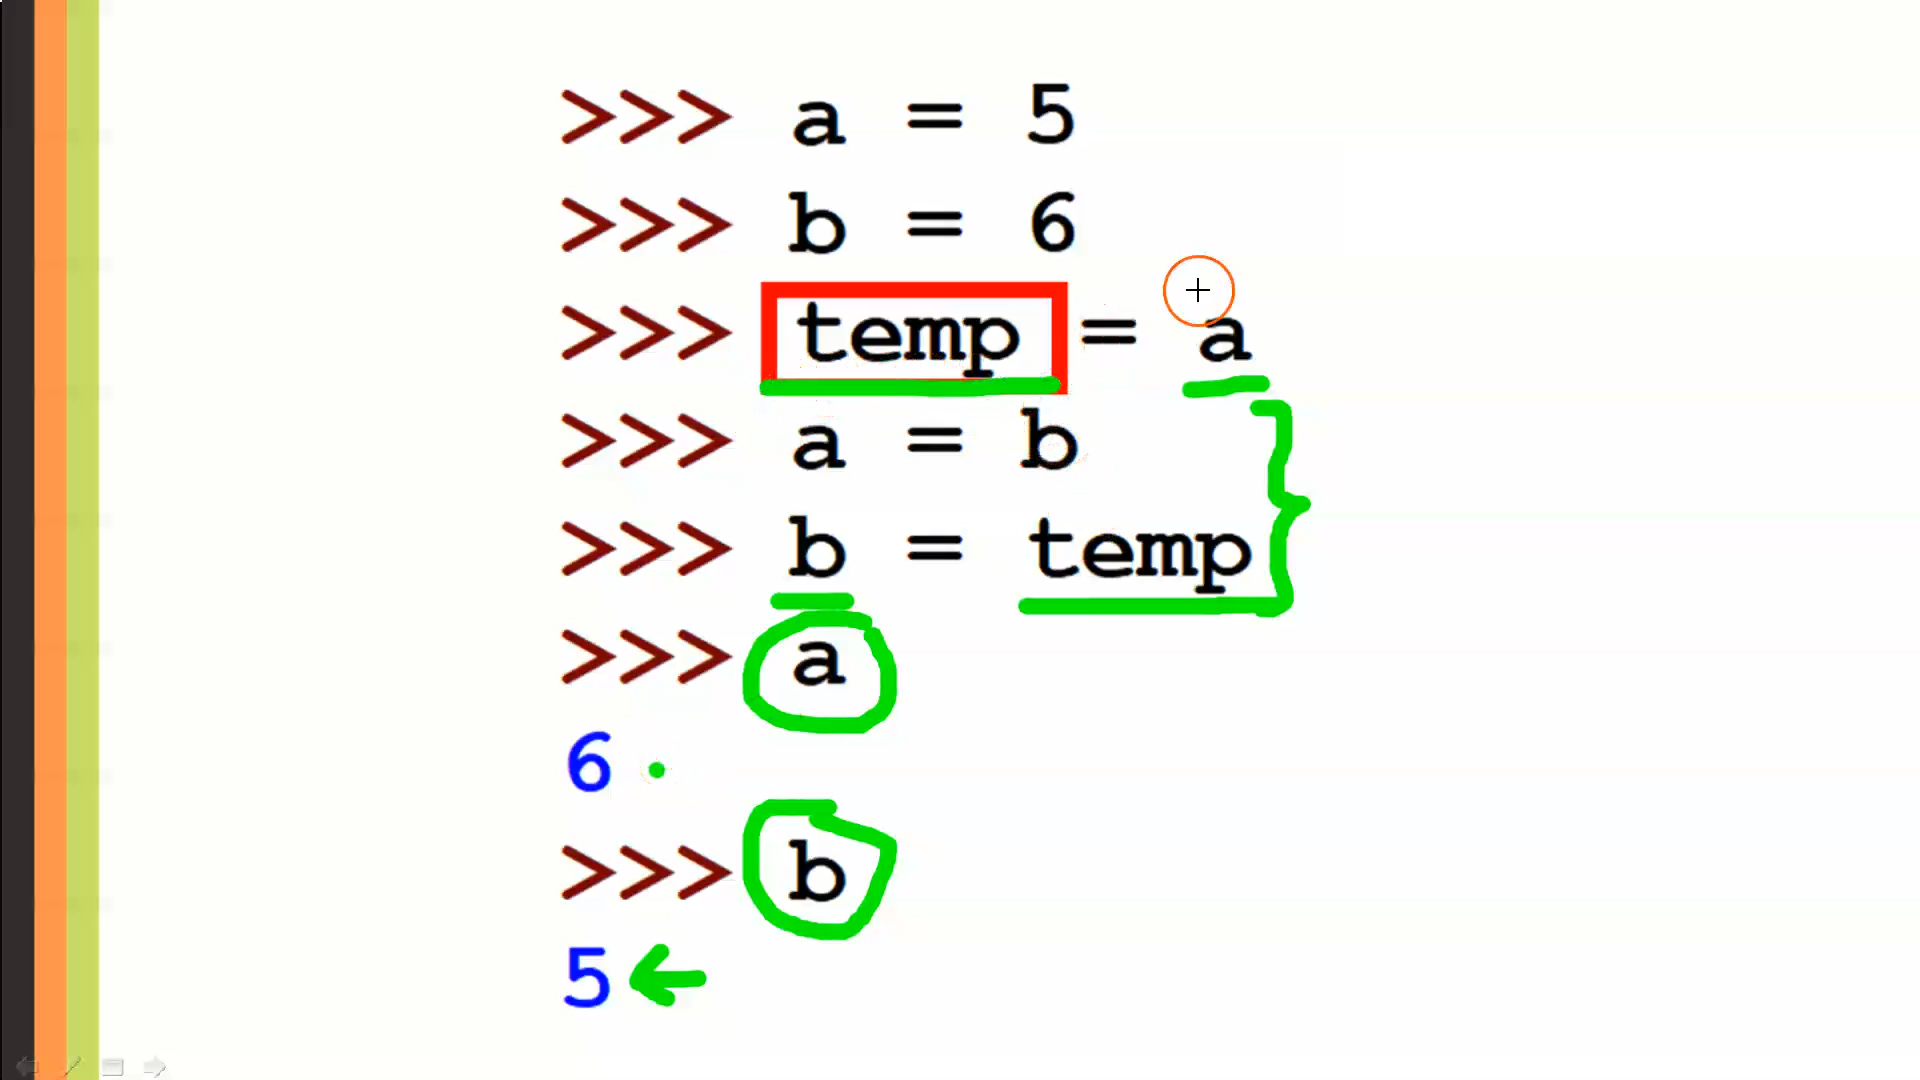 >>> a = 5
>>> b = 6
>>> temp = a
>>> a = b
>>> b = temp
>>> a
6
>>> b
5